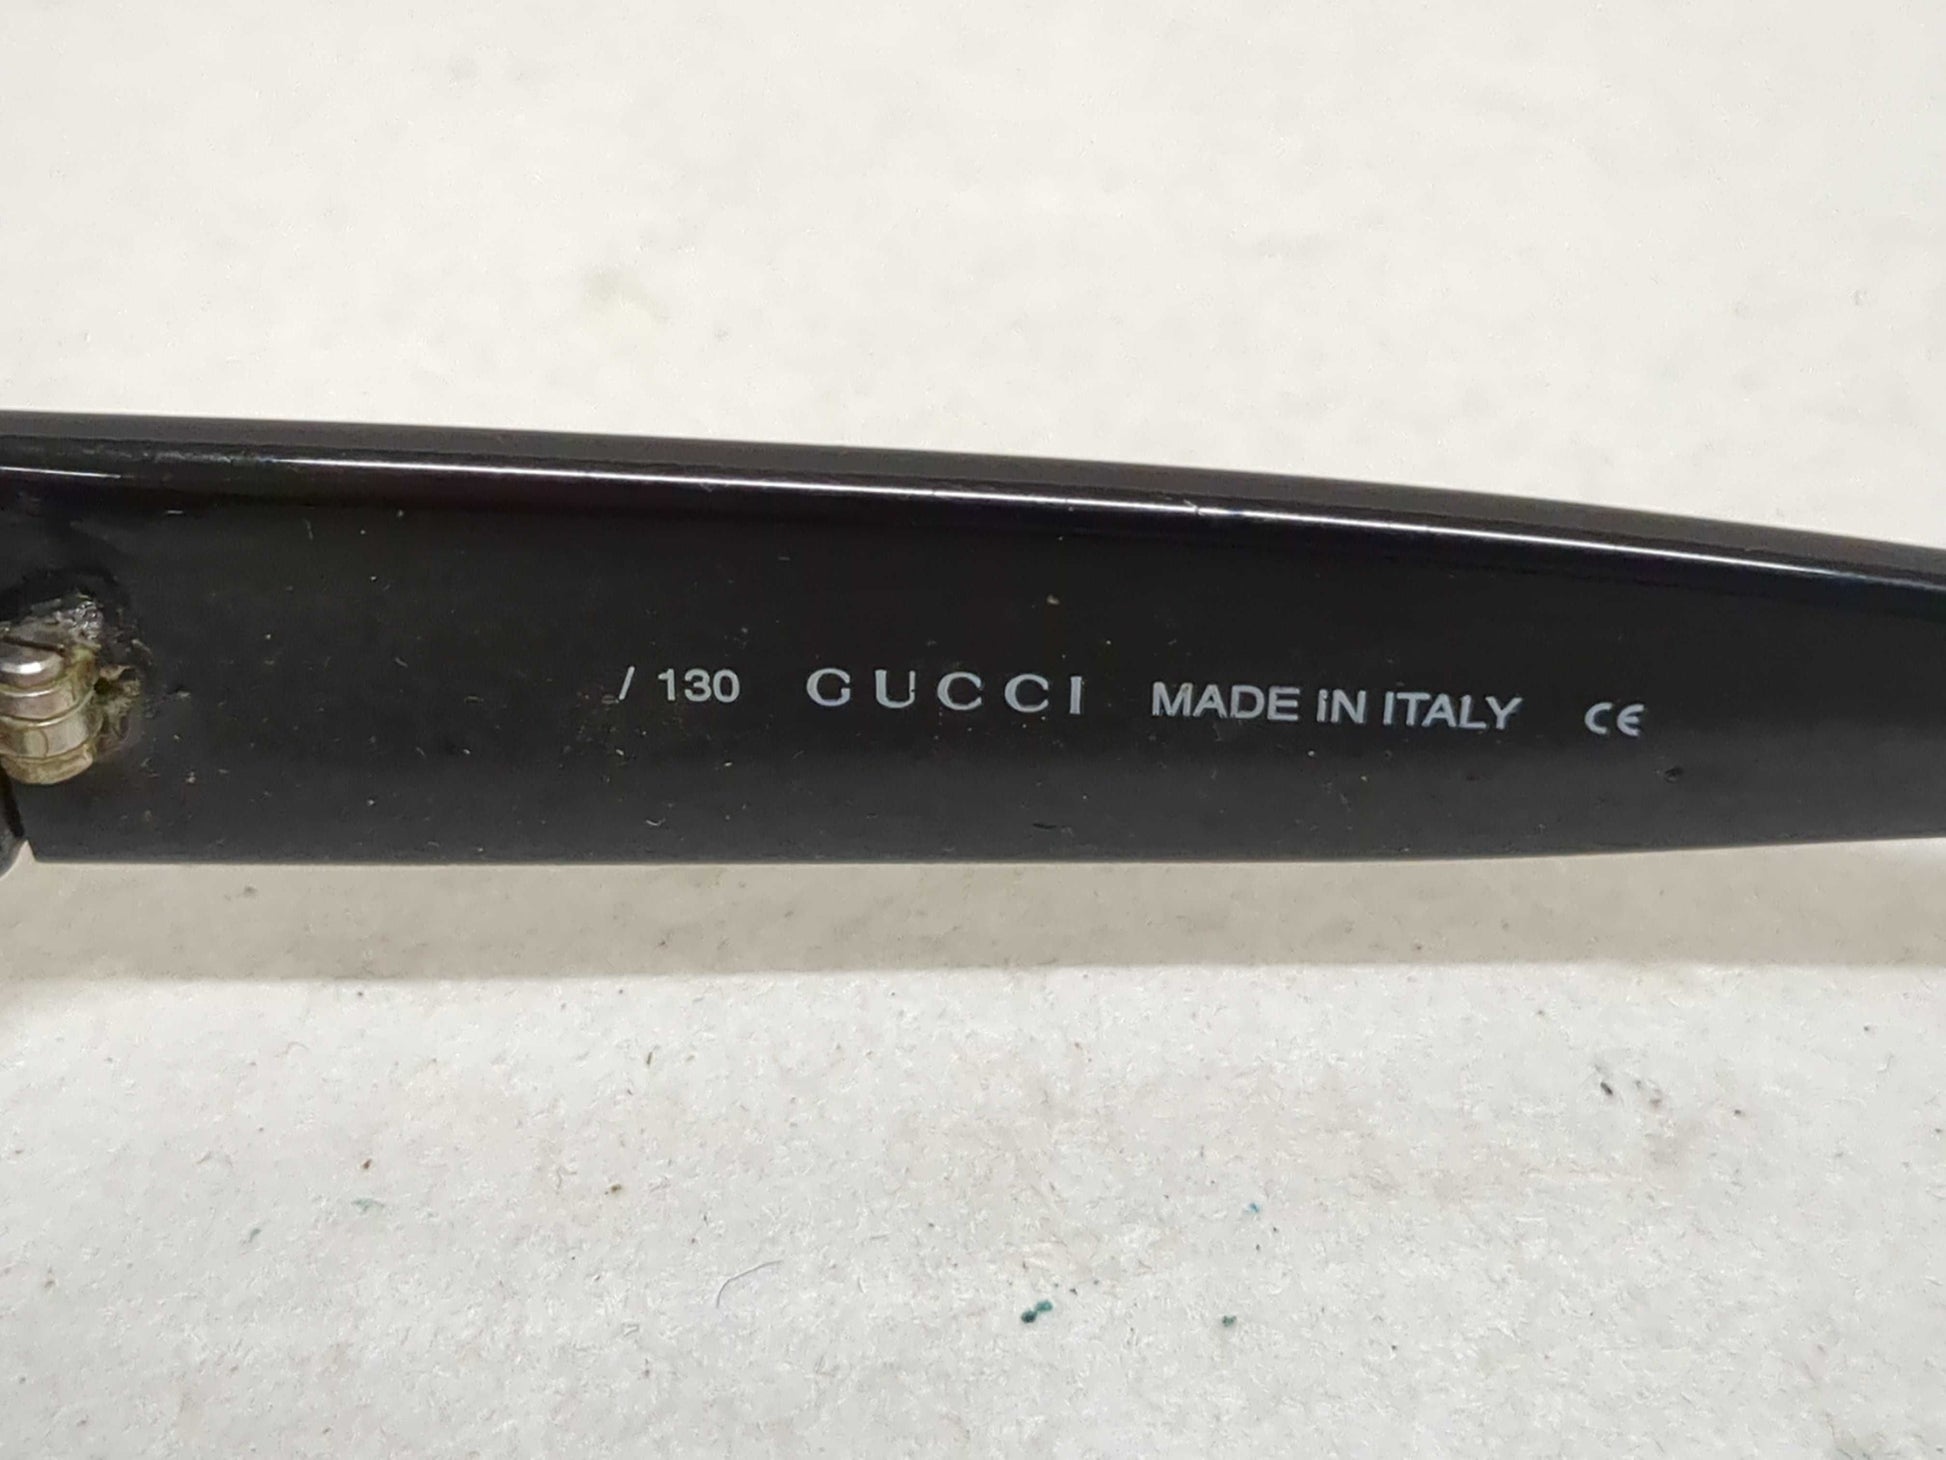 / 130 GUCCI MADE IN ITALY CE